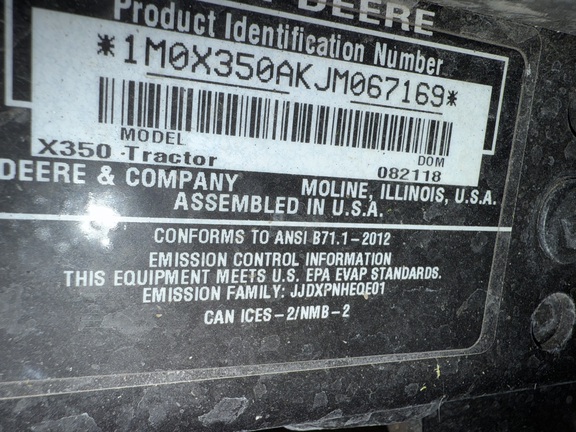 DEERE
Product Identification Number
*1M0X350AKJM067169*
MODEL DOM
X350 -Tractor 082118
DEERE & COMPANY MOLINE, ILLINOIS, U.S.A.
ASSEMBLED IN U.S.A.
CONFORMS TO ANSI B71.1-2012
EMISSION CONTROL INFORMATION
THIS EQUIPMENT MEETS U.S. EPA EVAP STANDARDS.
EMISSION FAMILY: JJDXPNHEQE01
CAN ICES-2/NMB-2